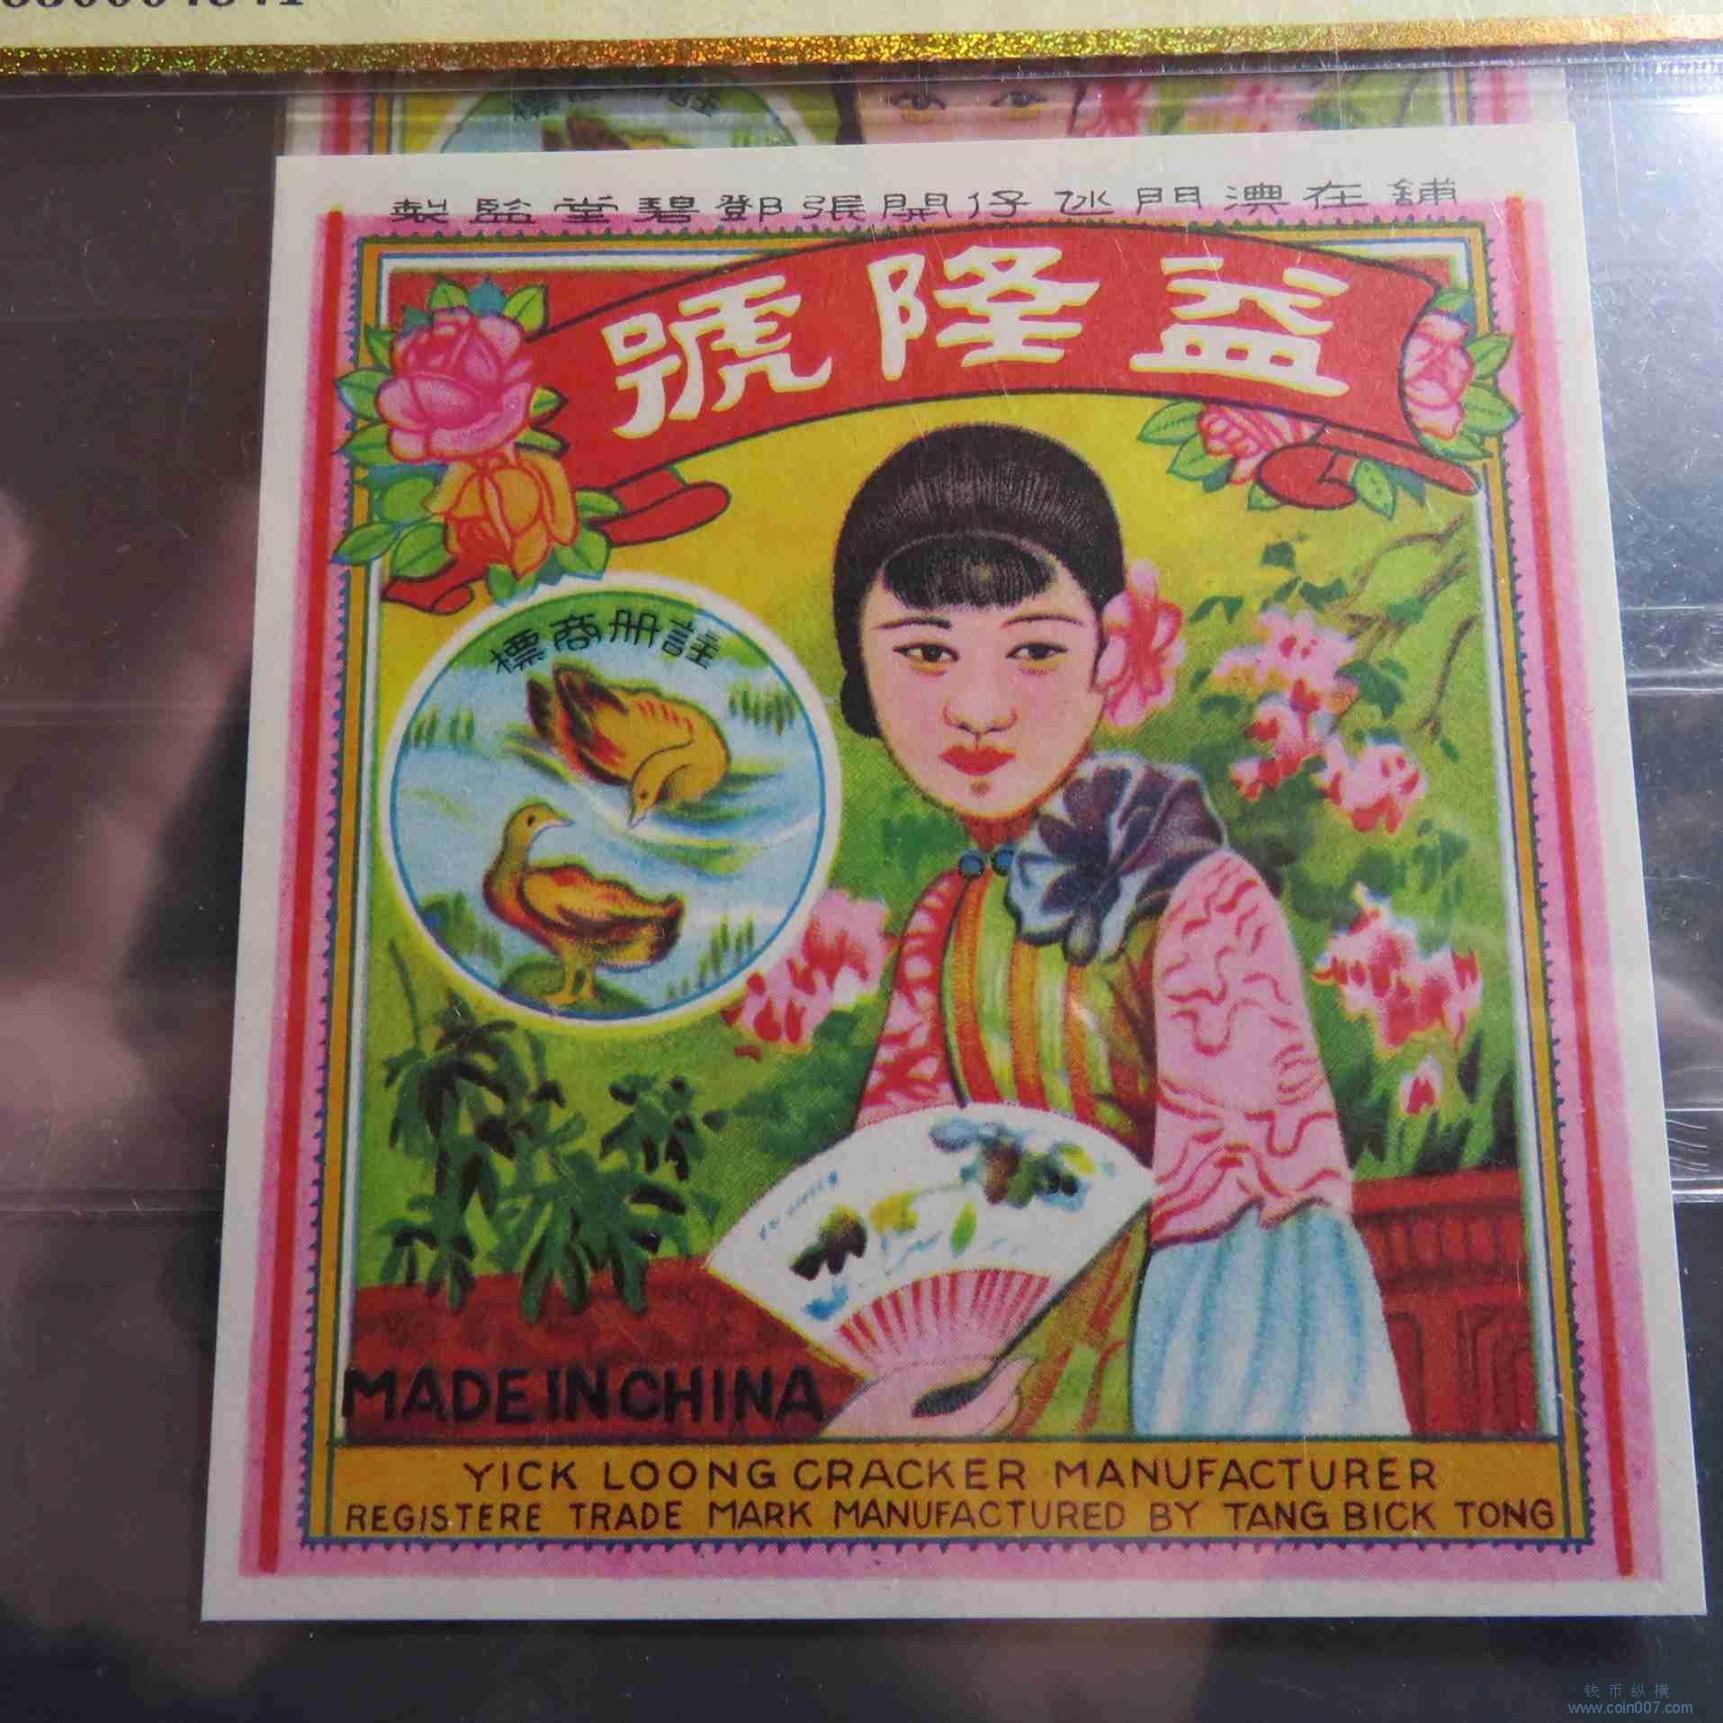 舖在澳門氹仔開張鄧碧堂監製
益隆號
註册商標
MADE IN CHINA
YICK LOONG CRACKER MANUFACTURER
REGISTERE TRADE MARK MANUFACTURED BY TANG BICK TONG
钱币纵横
www.coin007.com